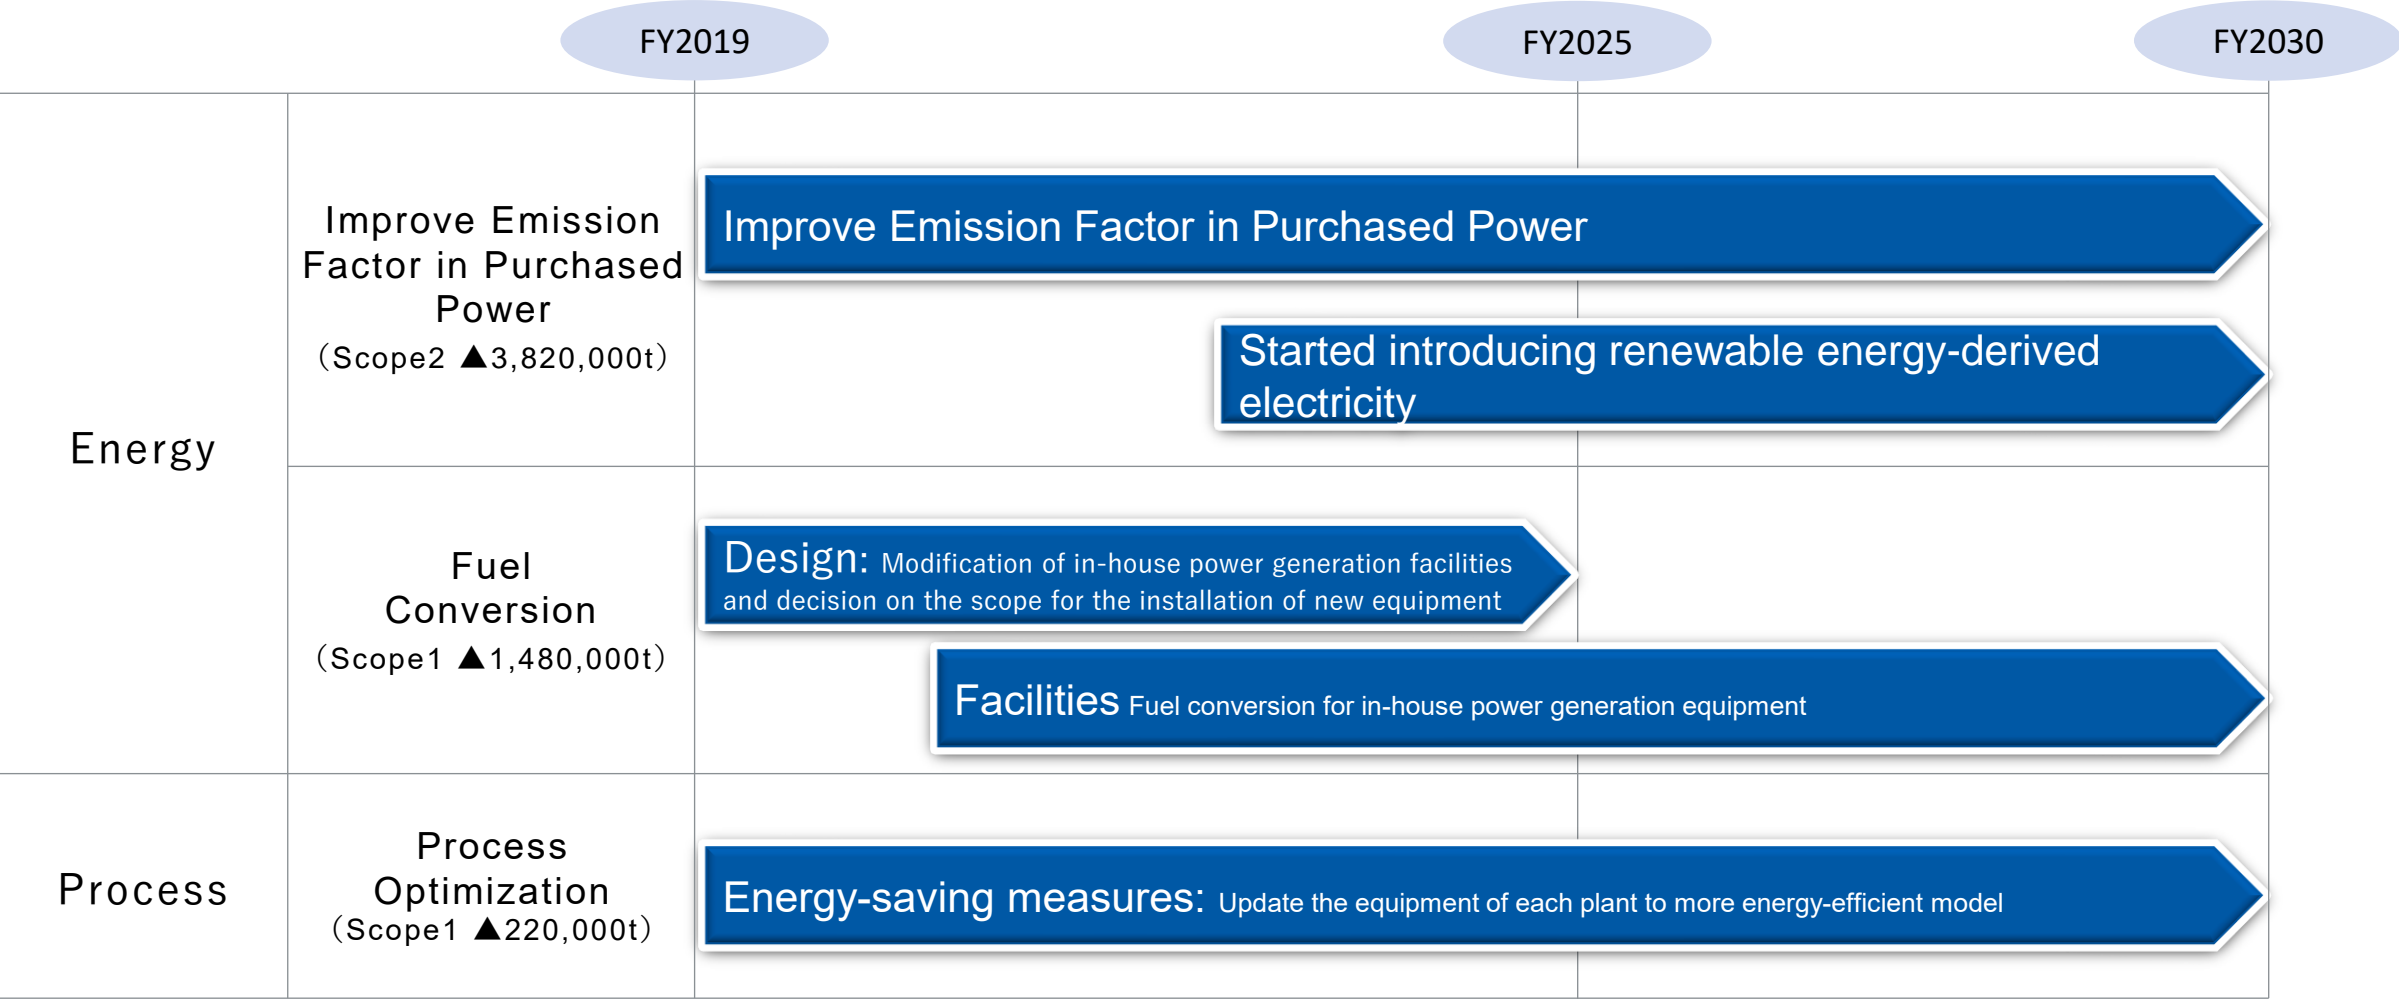 FY2019
FY2025
FY2030
Energy
Improve Emission
Factor in Purchased
Power
（Scope2 ▲3,820,000t）
Improve Emission Factor in Purchased Power
Started introducing renewable energy-derived
electricity
Fuel
Conversion
（Scope1 ▲1,480,000t）
Design: Modification of in-house power generation facilities
and decision on the scope for the installation of new equipment
Facilities Fuel conversion for in-house power generation equipment
Process
Process
Optimization
（Scope1 ▲220,000t）
Energy-saving measures: Update the equipment of each plant to more energy-efficient model